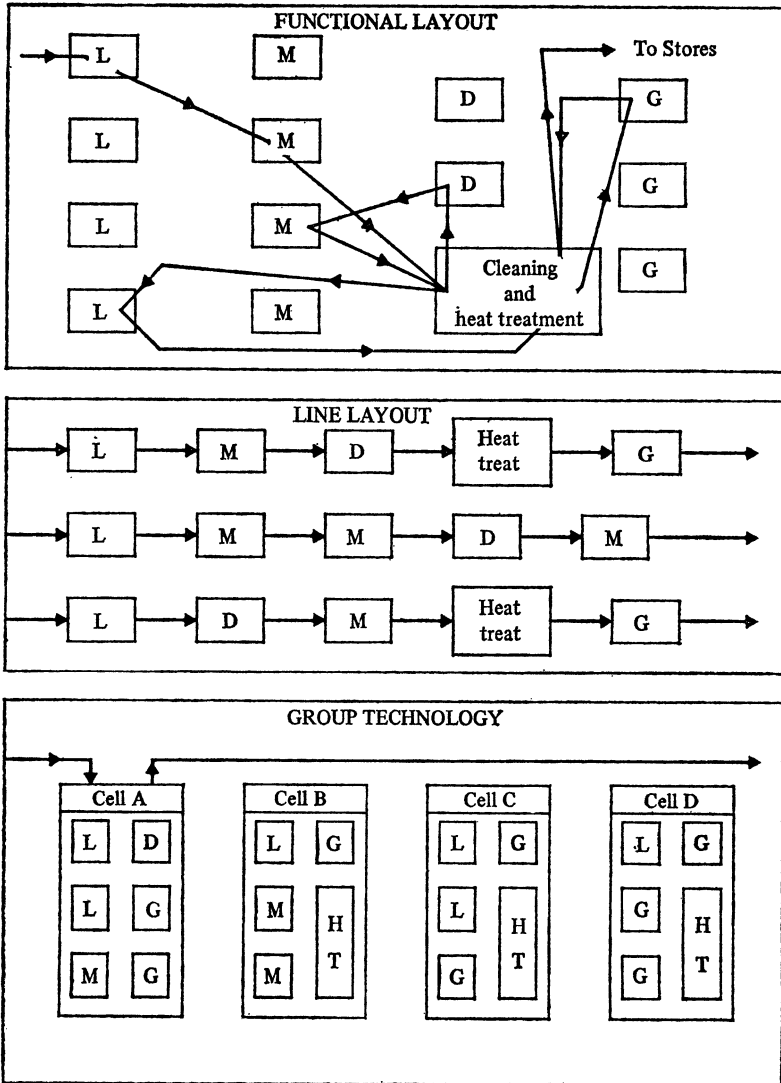 FUNCTIONAL LAYOUT
L M To Stores
D G
L M
D G
L M
Cleaning G
and
L M heat treatment
LINE LAYOUT
L M D Heat treat G
L M M D M
L D M Heat treat G
GROUP TECHNOLOGY
Cell A Cell B Cell C Cell D
L D L G L G L G
L G M H L H G H
M G M T G T G T